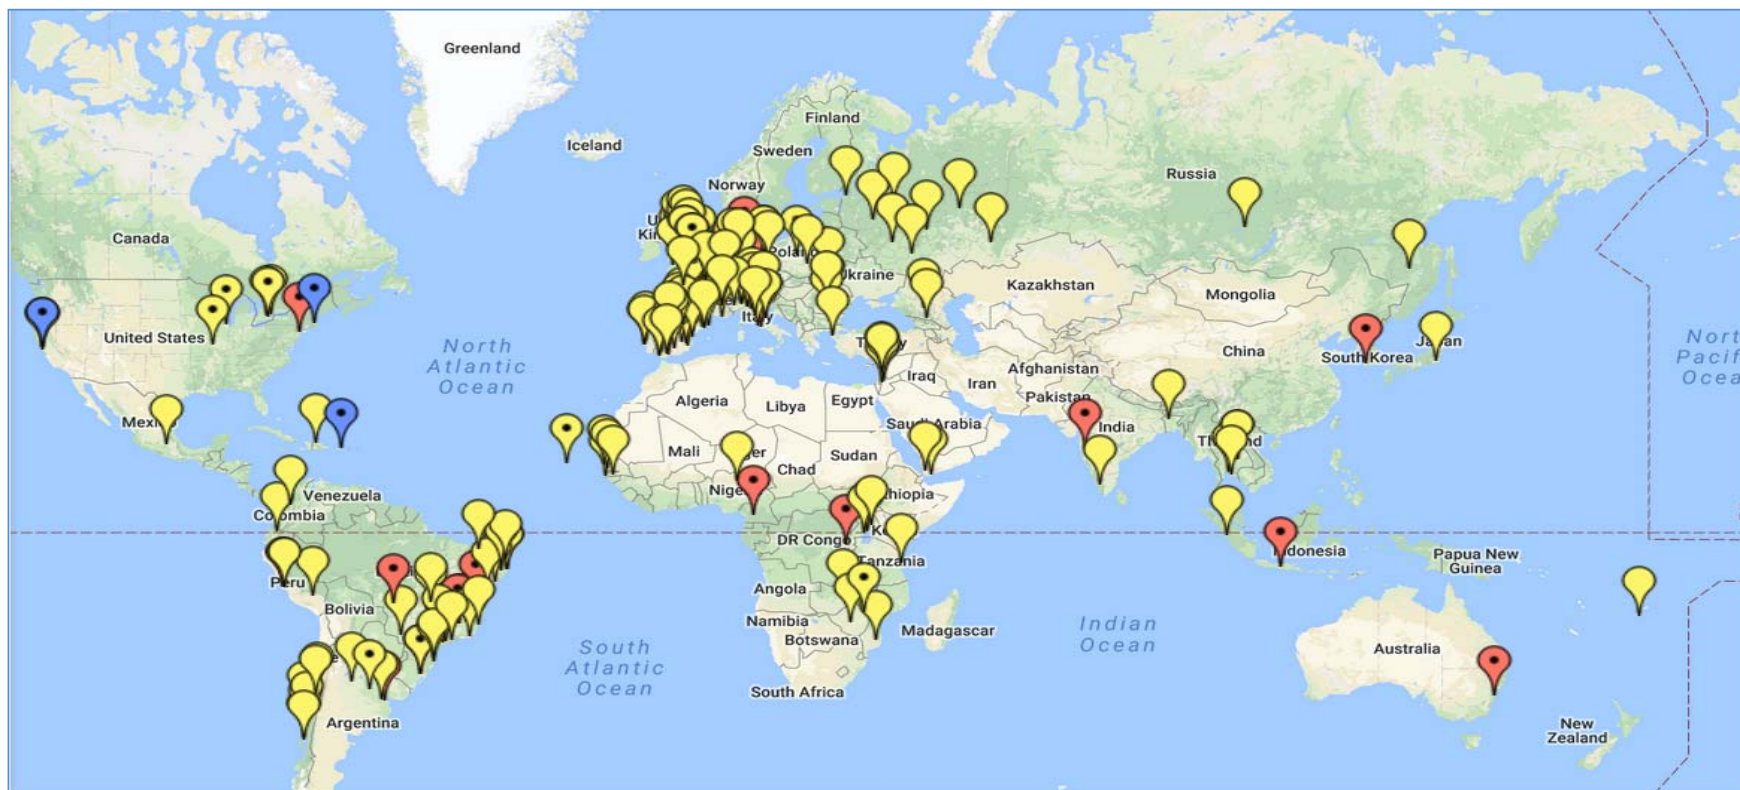 Greenland
Finland
Iceland
Sweden
Norway
Russia
Canada
Ukraine
Kazakhstan
Mongolia
United States
North
Atlantic
Ocean
China
South Korea
Afghanistan
Iraq
Iran
Algeria
Libya
Egypt
Pakistan
India
Mali
Chad
Sudan
Venezuela
DR Congo
Papua New
Guinea
Tanzania
Peru
Angola
Bolivia
Namibia
Botswana
Madagascar
Indian
Ocean
South
Atlantic
Ocean
Australia
South Africa
Argentina
New
Zealand